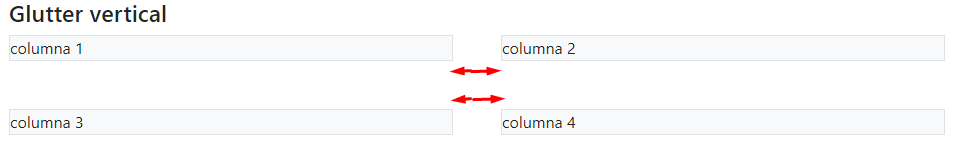 Glutter vertical
columna 1
columna 2
columna 3
columna 4